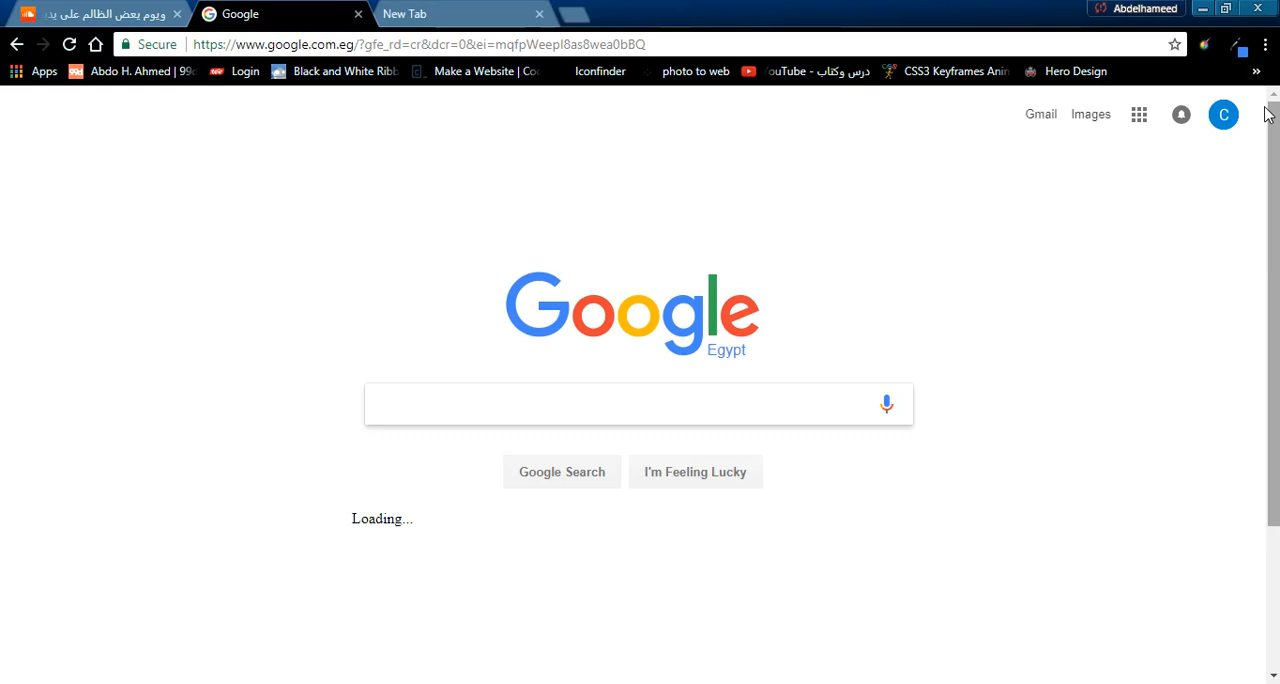 ويوم يعض الظالم على يد
Google
New Tab
Abdelhameed
Secure
https://www.google.com.eg/?gfe_rd=cr&dcr=0&ei=mqfpWeepI8as8wea0bBQ
Apps
Abdo H. Ahmed | 99
Login
Black and White Ribb
Make a Website | Co
Iconfinder
photo to web
ouTube - درس وكتاب
CSS3 Keyframes Anin
Hero Design
»
Gmail
Images
C
Google
Egypt
Google Search
I'm Feeling Lucky
Loading...